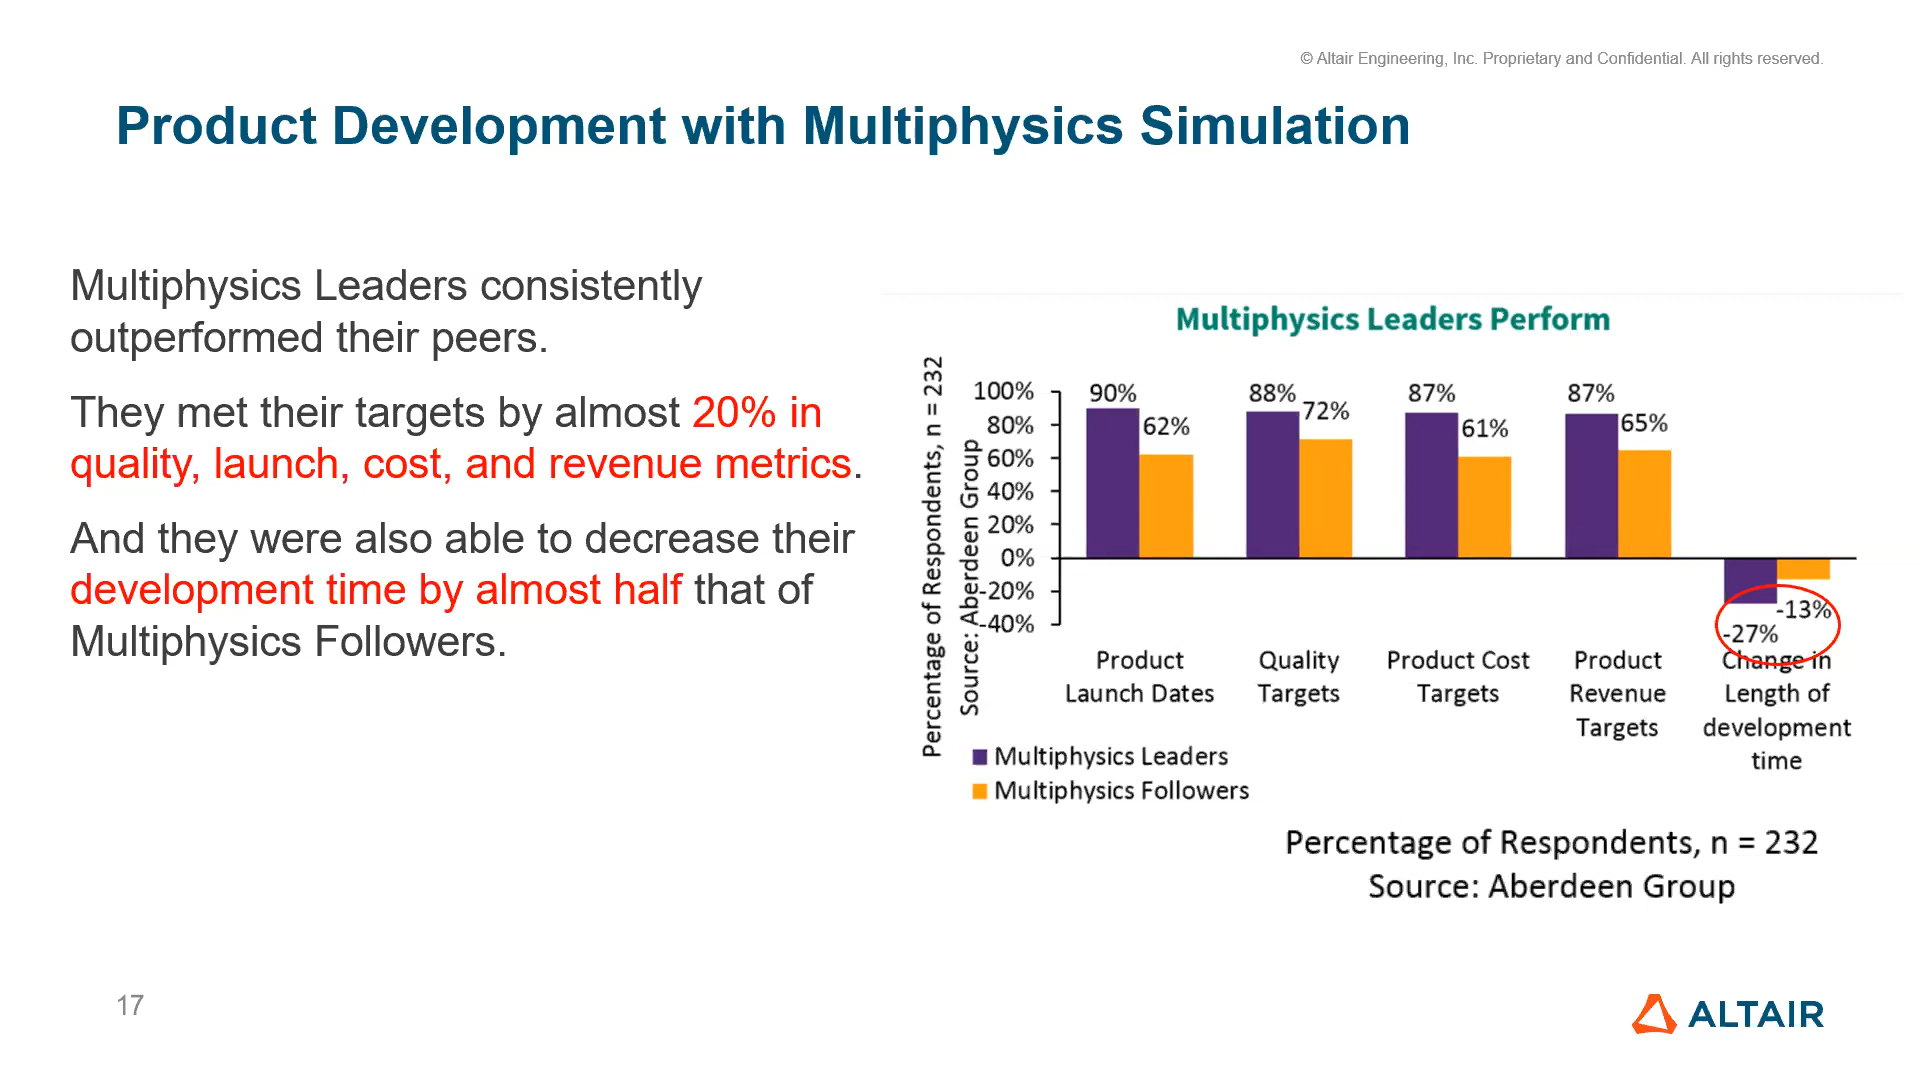 © Altair Engineering, Inc. Proprietary and Confidential. All rights reserved.
Product Development with Multiphysics Simulation
Multiphysics Leaders consistently
outperformed their peers.
They met their targets by almost 20% in
quality, launch, cost, and revenue metrics.
And they were also able to decrease their
development time by almost half that of
Multiphysics Followers.
Multiphysics Leaders Perform
Percentage of Respondents, n = 232
Source: Aberdeen Group
100%
80%
60%
40%
20%
0%
-20%
-40%
90%
62%
88%
72%
87%
61%
87%
65%
-27%
-13%
Product
Launch Dates
Quality
Targets
Product Cost
Targets
Product
Revenue
Targets
Change in
Length of
development
time
Multiphysics Leaders
Multiphysics Followers
Percentage of Respondents, n = 232
Source: Aberdeen Group
17
ALTAIR